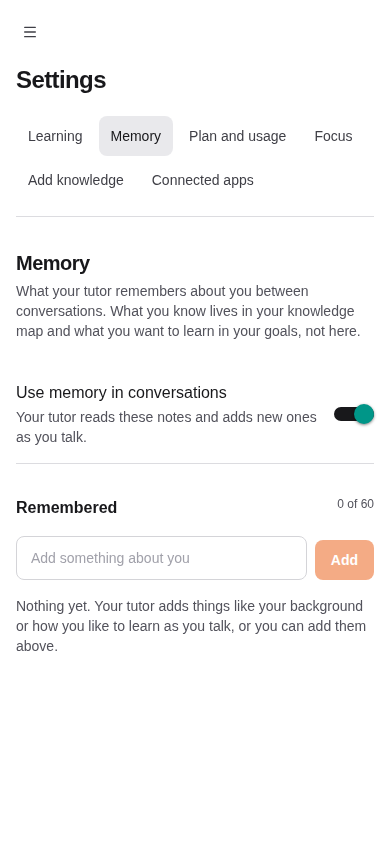 Settings
Learning
Memory
Plan and usage
Focus
Add knowledge
Connected apps
Memory
What your tutor remembers about you between
conversations. What you know lives in your knowledge
map and what you want to learn in your goals, not here.
Use memory in conversations
Your tutor reads these notes and adds new ones
as you talk.
Remembered
0 of 60
Add something about you
Add
Nothing yet. Your tutor adds things like your background
or how you like to learn as you talk, or you can add them
above.